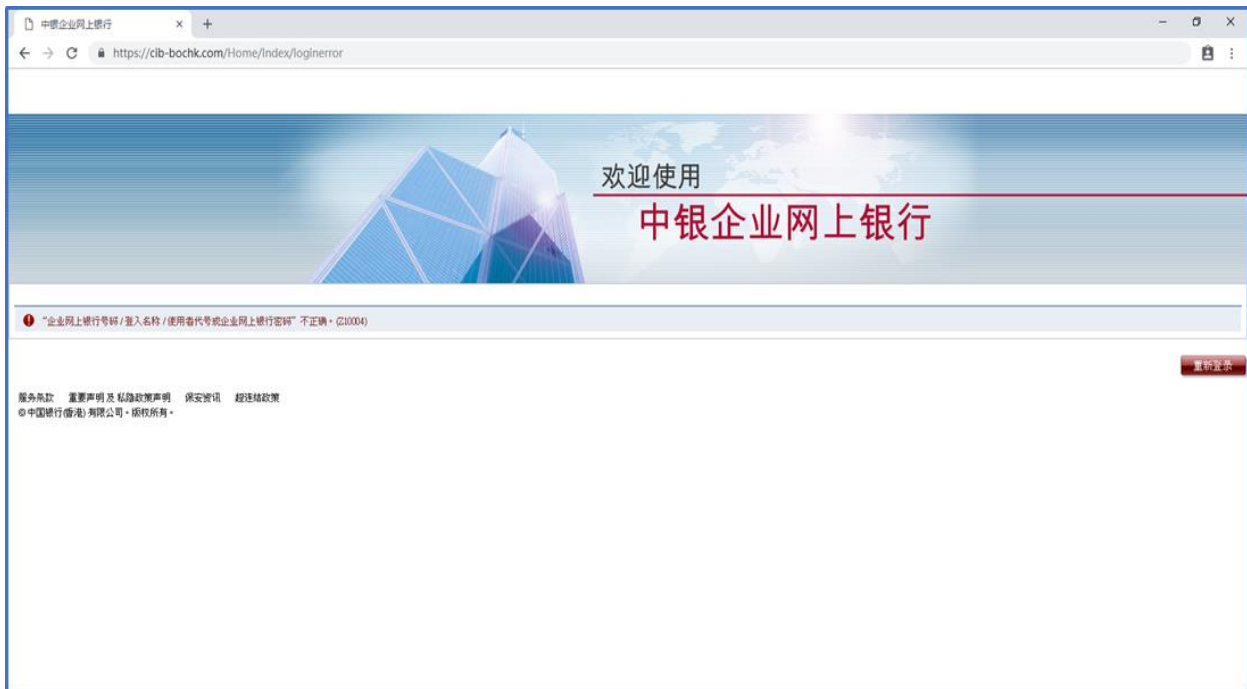 中银企业网上银行
https://cib-bochk.com/Home/Index/loginerror
欢迎使用
中银企业网上银行
“企业网上银行号码 / 登入名称 / 使用者代号或企业网上银行密码” 不正确。(Z10004)
重新登录
服务条款 重要声明及私隐政策声明 保安资讯 超连结政策
© 中国银行(香港)有限公司。版权所有。